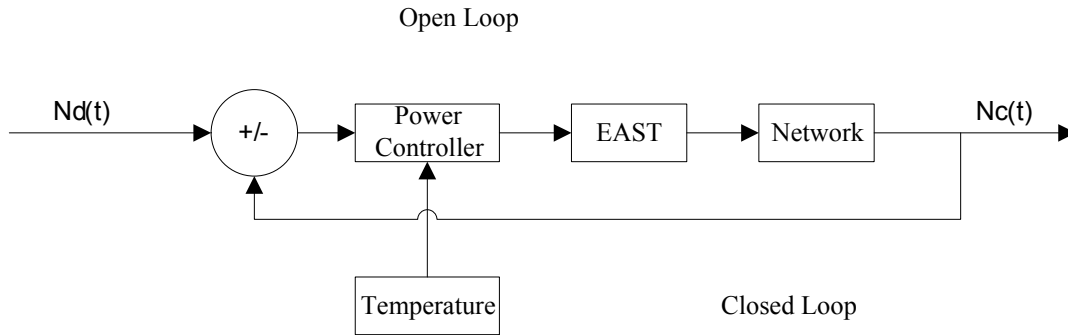 Open Loop
Nd(t)
+/-
Power
Controller
EAST
Network
Nc(t)
Temperature
Closed Loop